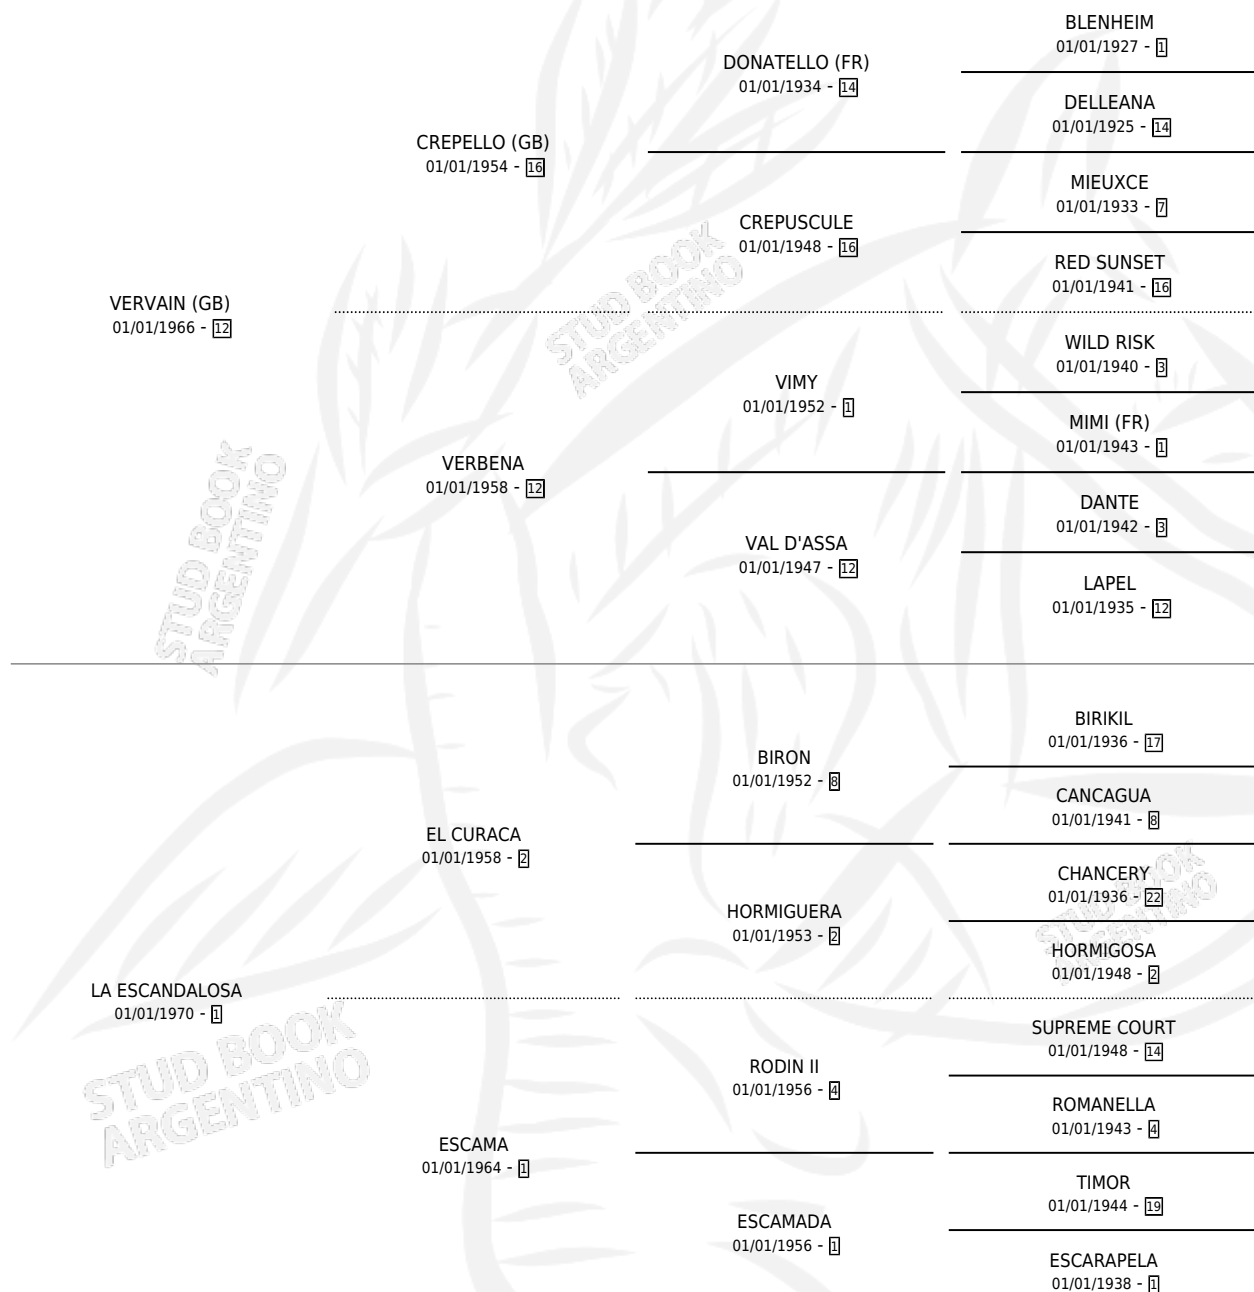 BLENHEIM
01/01/1927 - 1
DONATELLO (FR)
01/01/1934 - 14
DELLEANA
01/01/1925 - 14
CREPELLO (GB)
01/01/1954 - 16
MIEUXCE
01/01/1933 - 7
CREPUSCULE
01/01/1948 - 16
RED SUNSET
01/01/1941 - 16
VERVAIN (GB)
01/01/1966 - 12
WILD RISK
01/01/1940 - 3
VIMY
01/01/1952 - 1
MIMI (FR)
01/01/1943 - 1
VERBENA
01/01/1958 - 12
DANTE
01/01/1942 - 3
VAL D'ASSA
01/01/1947 - 12
LAPEL
01/01/1935 - 12
BIRIKIL
01/01/1936 - 17
BIRON
01/01/1952 - 8
CANCAGUA
01/01/1941 - 8
EL CURACA
01/01/1958 - 2
CHANCERY
01/01/1936 - 22
HORMIGUERA
01/01/1953 - 2
HORMIGOSA
01/01/1948 - 2
LA ESCANDALOSA
01/01/1970 - 1
SUPREME COURT
01/01/1948 - 14
RODIN II
01/01/1956 - 4
ROMANELLA
01/01/1943 - 4
ESCAMA
01/01/1964 - 1
TIMOR
01/01/1944 - 19
ESCAMADA
01/01/1956 - 1
ESCARAPELA
01/01/1938 - 1
STUD BOOK
ARGENTINO
STUD BOOK
ARGENTINO
STUD BOOK
ARGENTINO
STUD BOOK
ARGENTINO